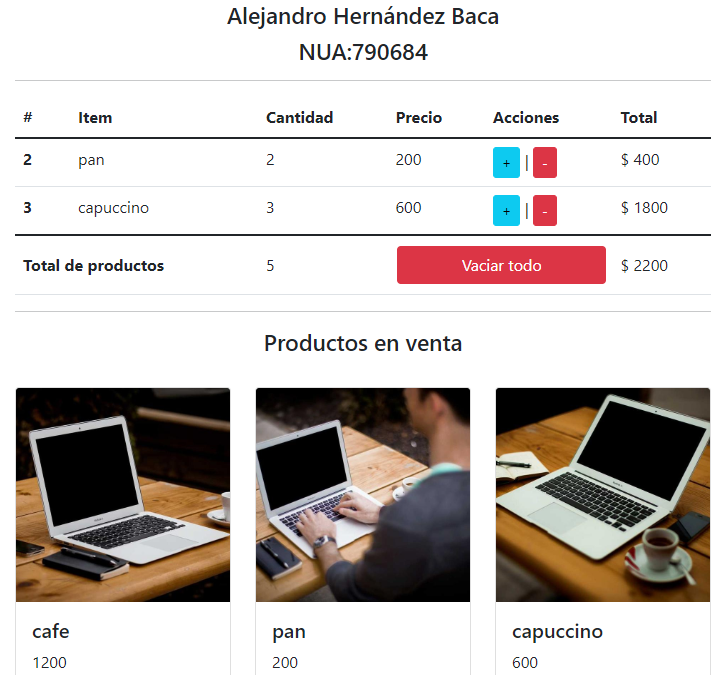 Alejandro Hernández Baca
NUA:790684
# Item Cantidad Precio Acciones Total
2 pan 2 200 + | - $ 400
3 capuccino 3 600 + | - $ 1800
Total de productos 5 Vaciar todo $ 2200
Productos en venta
cafe pan capuccino
1200 200 600